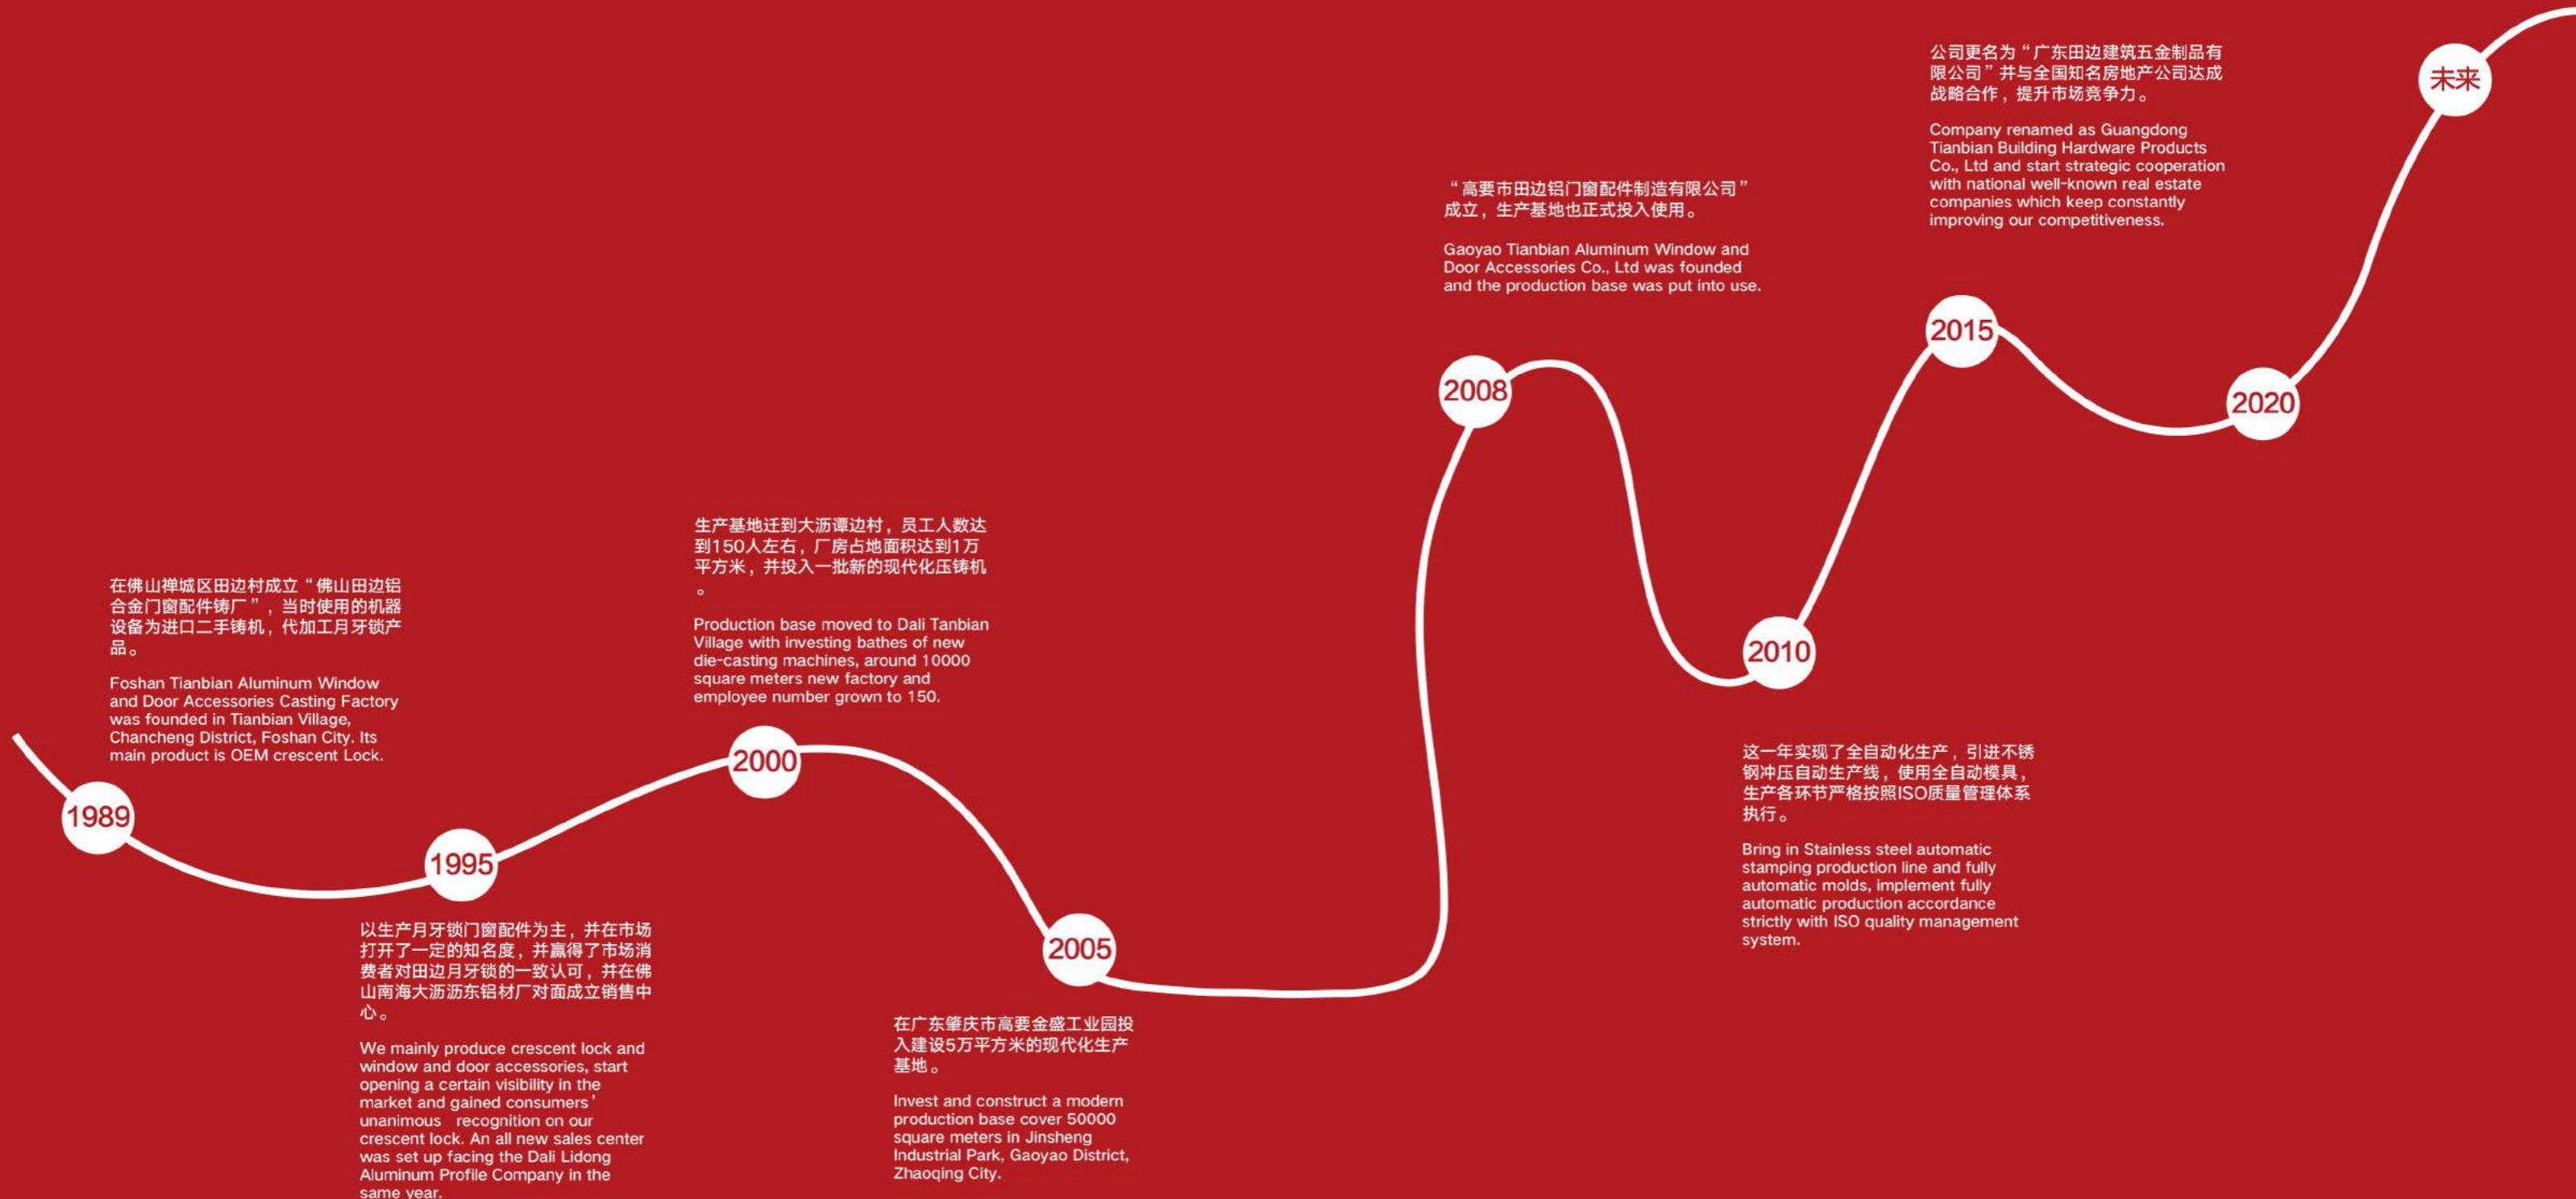 在佛山禅城区田边村成立“佛山田边铝
合金门窗配件铸厂”，当时使用的机器
设备为进口二手铸机，代加工月牙锁产
品。
Foshan Tianbian Aluminum Window
and Door Accessories Casting Factory
was founded in Tianbian Village,
Chancheng District, Foshan City. Its
main product is OEM crescent Lock.
1989
1995
以生产月牙锁门窗配件为主，并在市场
打开了一定的知名度，并赢得了市场消
费者对田边月牙锁的一致认可，并在佛
山南海大沥沥东铝材厂对面成立销售中
心。
We mainly produce crescent lock and
window and door accessories, start
opening a certain visibility in the
market and gained consumers’
unanimous recognition on our
crescent lock. An all new sales center
was set up facing the Dali Lidong
Aluminum Profile Company in the
same year.
生产基地迁到大沥谭边村，员工人数达
到150人左右，厂房占地面积达到1万
平方米，并投入一批新的现代化压铸机
。
Production base moved to Dali Tanbian
Village with investing bathes of new
die-casting machines, around 10000
square meters new factory and
employee number grown to 150.
2000
2005
在广东肇庆市高要金盛工业园投
入建设5万平方米的现代化生产
基地。
Invest and construct a modern
production base cover 50000
square meters in Jinsheng
Industrial Park, Gaoyao District,
Zhaoqing City.
“高要市田边铝门窗配件制造有限公司”
成立，生产基地也正式投入使用。
Gaoyao Tianbian Aluminum Window and
Door Accessories Co., Ltd was founded
and the production base was put into use.
2008
2010
这一年实现了全自动化生产，引进不锈
钢冲压自动生产线，使用全自动模具，
生产各环节严格按照ISO质量管理体系
执行。
Bring in Stainless steel automatic
stamping production line and fully
automatic molds, implement fully
automatic production accordance
strictly with ISO quality management
system.
公司更名为“广东田边建筑五金制品有
限公司”并与全国知名房地产公司达成
战略合作，提升市场竞争力。
Company renamed as Guangdong
Tianbian Building Hardware Products
Co., Ltd and start strategic cooperation
with national well-known real estate
companies which keep constantly
improving our competitiveness.
2015
2020
未来